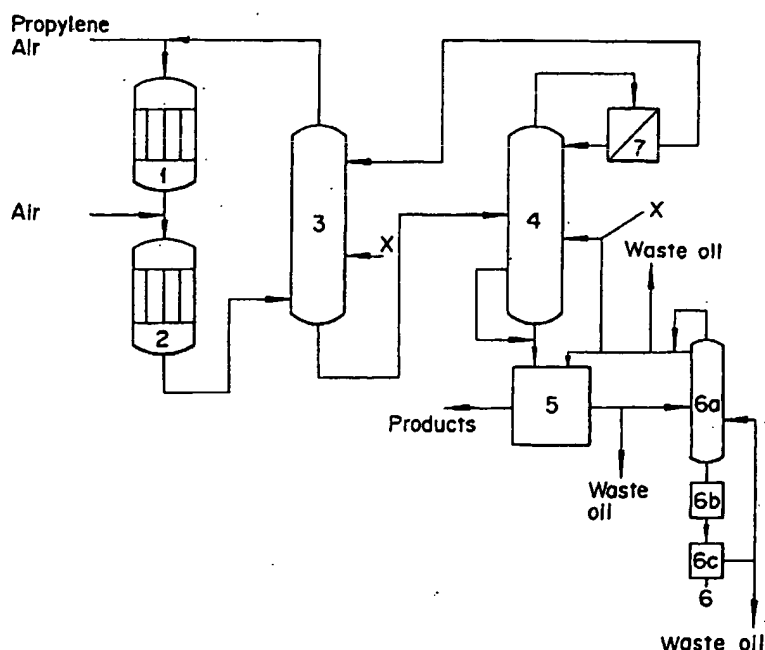 Propylene
Air
1
Air
2
3
X
4
7
X
Waste oil
5
6a
Products
Waste
oil
6b
6c
6
Waste oil